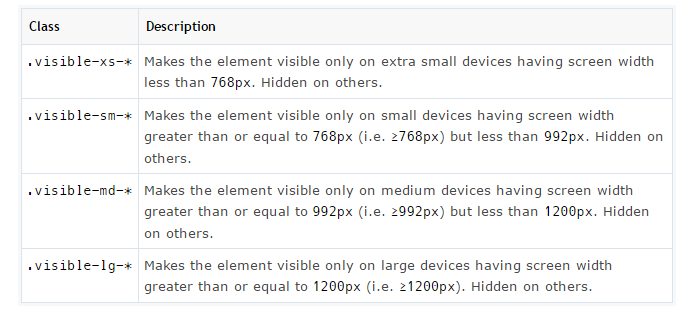 Class Description
.visible-xs-* Makes the element visible only on extra small devices having screen width
less than 768px. Hidden on others.
.visible-sm-* Makes the element visible only on small devices having screen width
greater than or equal to 768px (i.e. ≥768px) but less than 992px. Hidden on
others.
.visible-md-* Makes the element visible only on medium devices having screen width
greater than or equal to 992px (i.e. ≥992px) but less than 1200px. Hidden
on others.
.visible-lg-* Makes the element visible only on large devices having screen width
greater than or equal to 1200px (i.e. ≥1200px). Hidden on others.